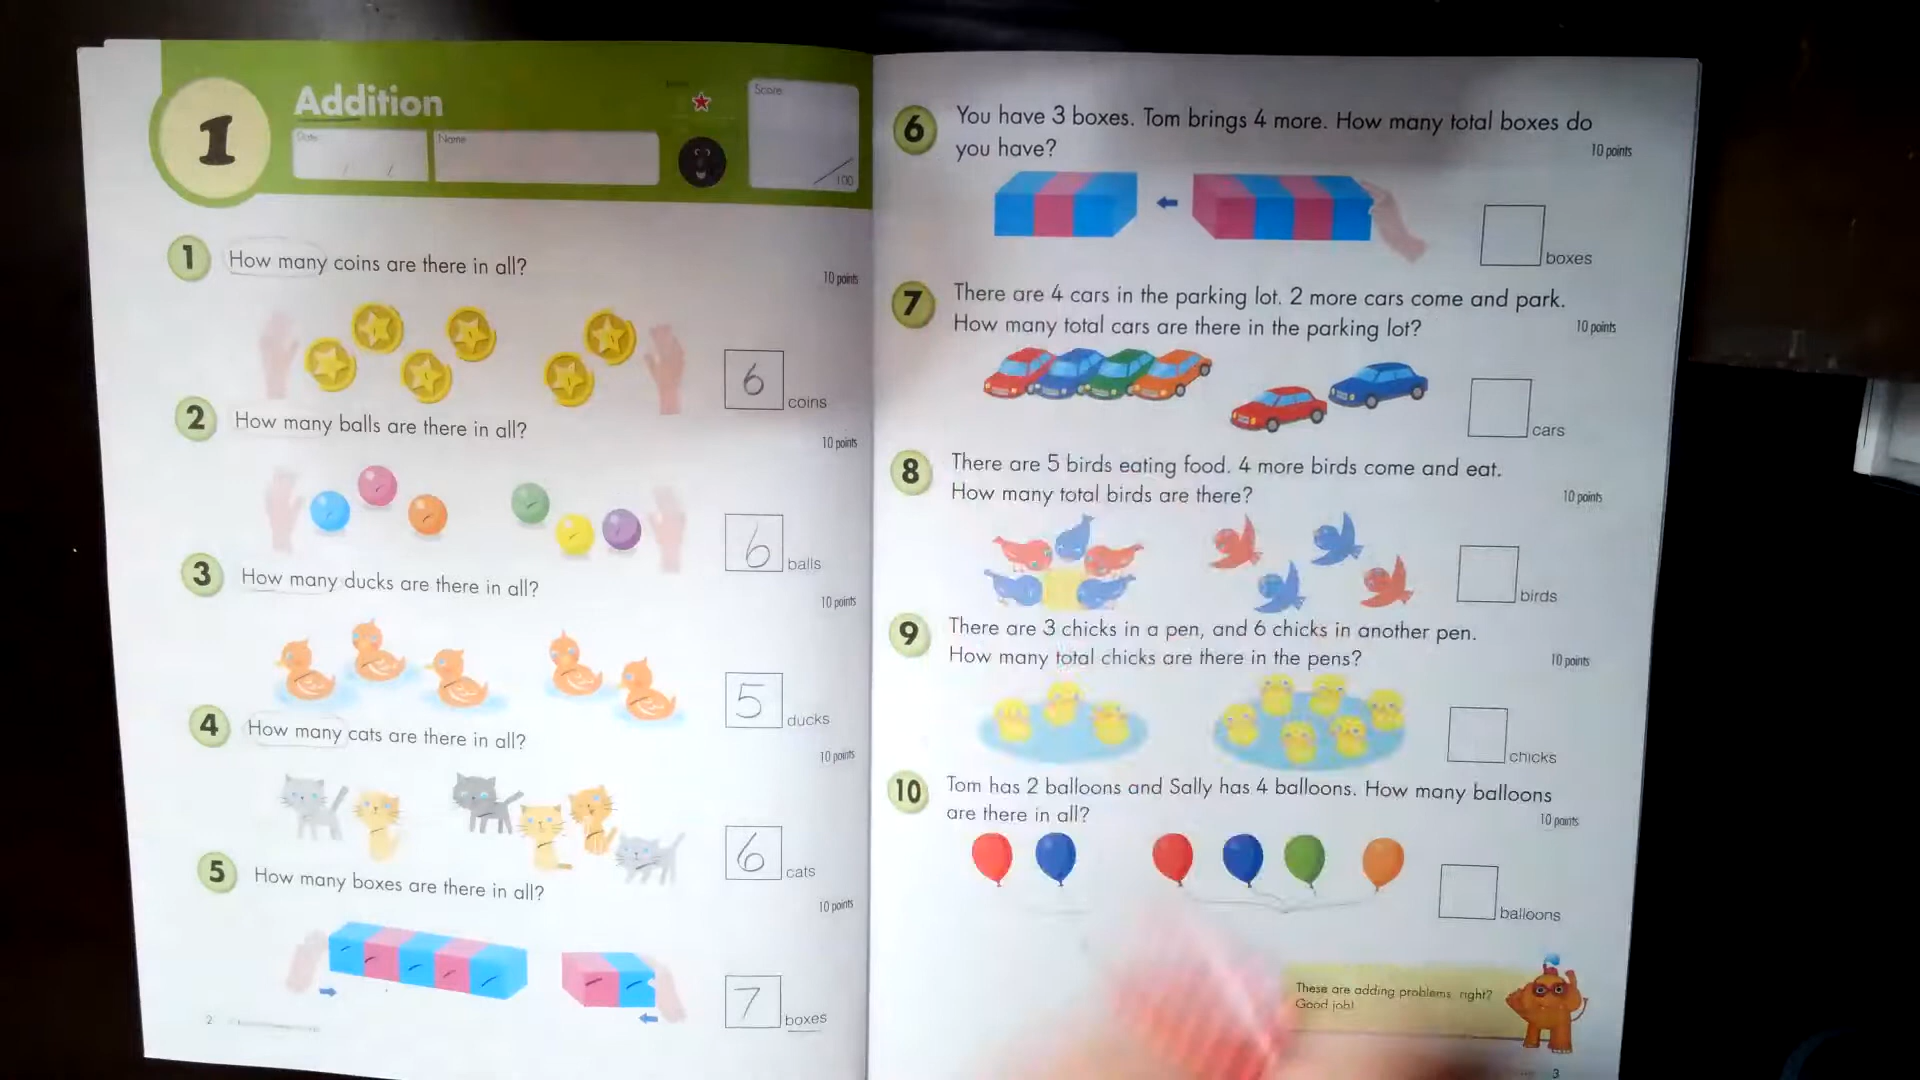 1
Addition
Date
Name
Score
/100
1 How many coins are there in all?
10 points
6 coins
2 How many balls are there in all?
10 points
6 balls
3 How many ducks are there in all?
10 points
5 ducks
4 How many cats are there in all?
10 points
6 cats
5 How many boxes are there in all?
10 points
7 boxes
2
6 You have 3 boxes. Tom brings 4 more. How many total boxes do
you have?
10 points
boxes
7 There are 4 cars in the parking lot. 2 more cars come and park.
How many total cars are there in the parking lot?
10 points
cars
8 There are 5 birds eating food. 4 more birds come and eat.
How many total birds are there?
10 points
birds
9 There are 3 chicks in a pen, and 6 chicks in another pen.
How many total chicks are there in the pens?
10 points
chicks
10 Tom has 2 balloons and Sally has 4 balloons. How many balloons
are there in all?
10 points
balloons
These are adding problems, right?
Good job!
3